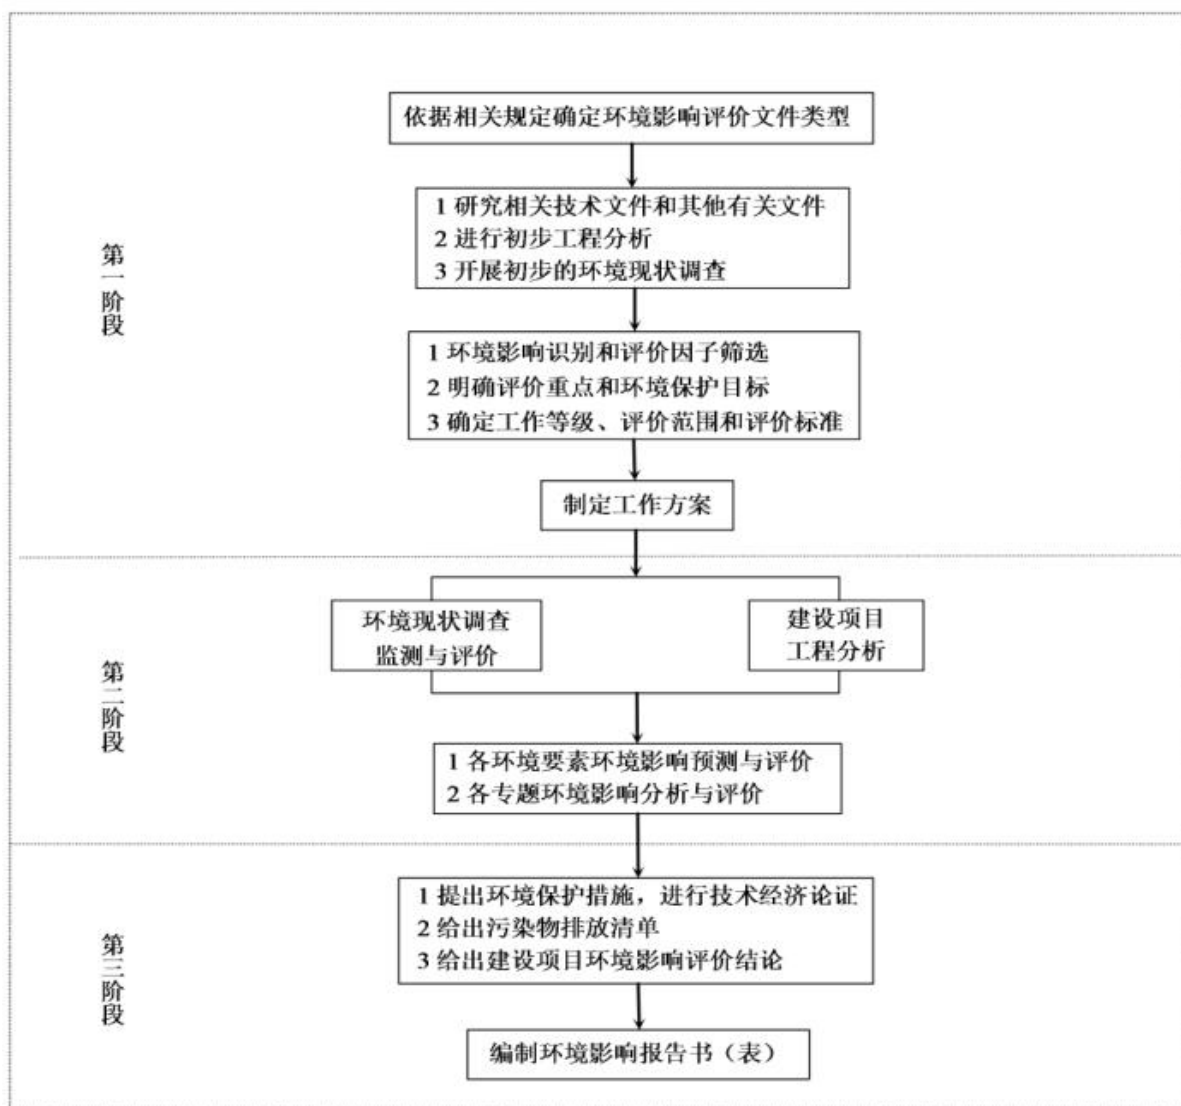 依据相关规定确定环境影响评价文件类型
1 研究相关技术文件和其他有关文件
2 进行初步工程分析
3 开展初步的环境现状调查
第一阶段
1 环境影响识别和评价因子筛选
2 明确评价重点和环境保护目标
3 确定工作等级、评价范围和评价标准
制定工作方案
环境现状调查
监测与评价
建设项目
工程分析
第二阶段
1 各环境要素环境影响预测与评价
2 各专题环境影响分析与评价
1 提出环境保护措施，进行技术经济论证
2 给出污染物排放清单
3 给出建设项目环境影响评价结论
第三阶段
编制环境影响报告书（表）